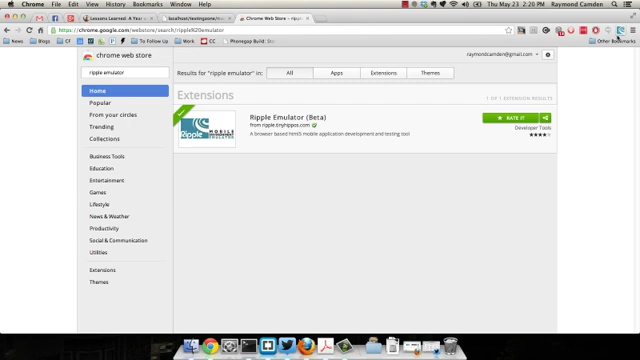 Chrome File Edit View History Bookmarks Window Help
Thu May 23 2:20 PM Raymond Camden
Lessons Learned: A Year
localhost/testingzone/
Chrome Web Store - ripp
https://chrome.google.com/webstore/search/ripple%20emulator
News Blogs CF To Follow Up Work CC Phonegap Build:
Other Bookmarks
chrome web store
raymondcamden@gmail.com
ripple emulator
Results for "ripple emulator" in: All Apps Extensions Themes
Home
Popular
From your circles
Trending
Collections
Business Tools
Education
Entertainment
Games
Lifestyle
News & Weather
Productivity
Social & Communication
Utilities
Extensions
Themes
Extensions
1 OF 1 EXTENSION RESULTS
Ripple
MOBILE
EMULATOR
Ripple Emulator (Beta)
from ripple.tinyhippos.com
A browser based html5 mobile application development and testing tool
RATE IT
Developer Tools